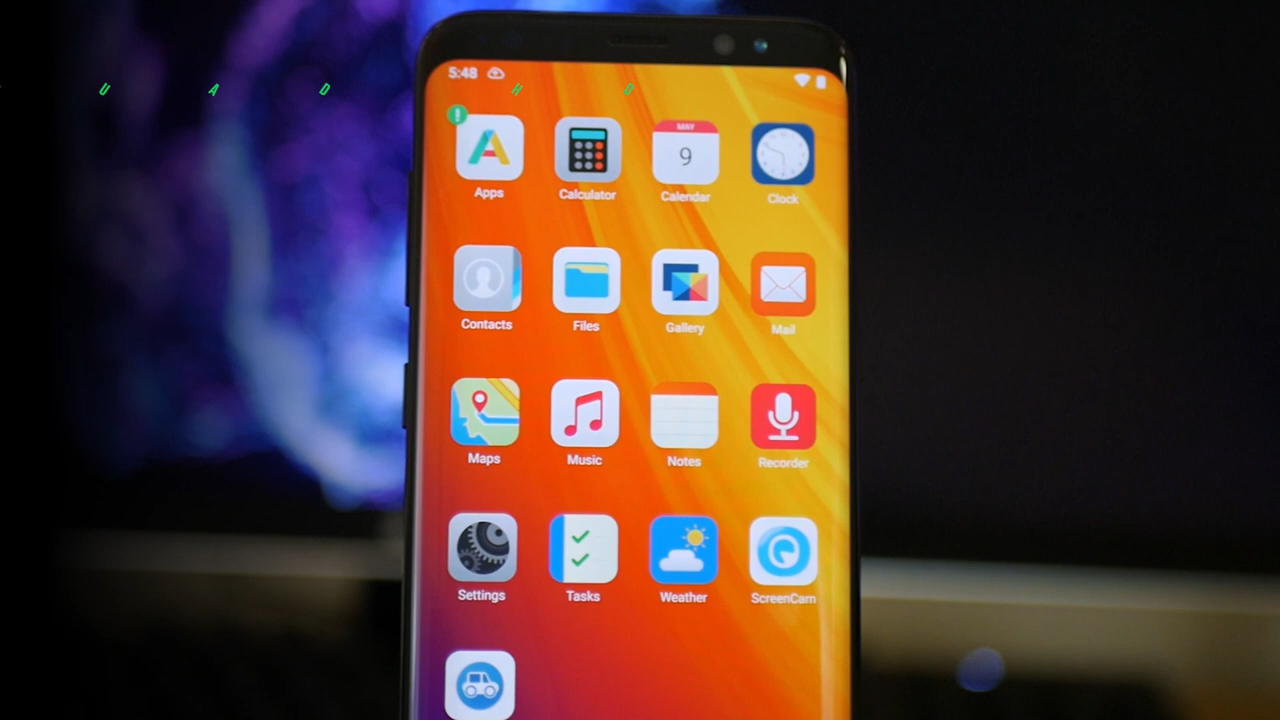 5:48
U A D H U
MAY
9
Apps Calculator Calendar Clock
Contacts Files Gallery Mail
Maps Music Notes Recorder
Settings Tasks Weather ScreenCam